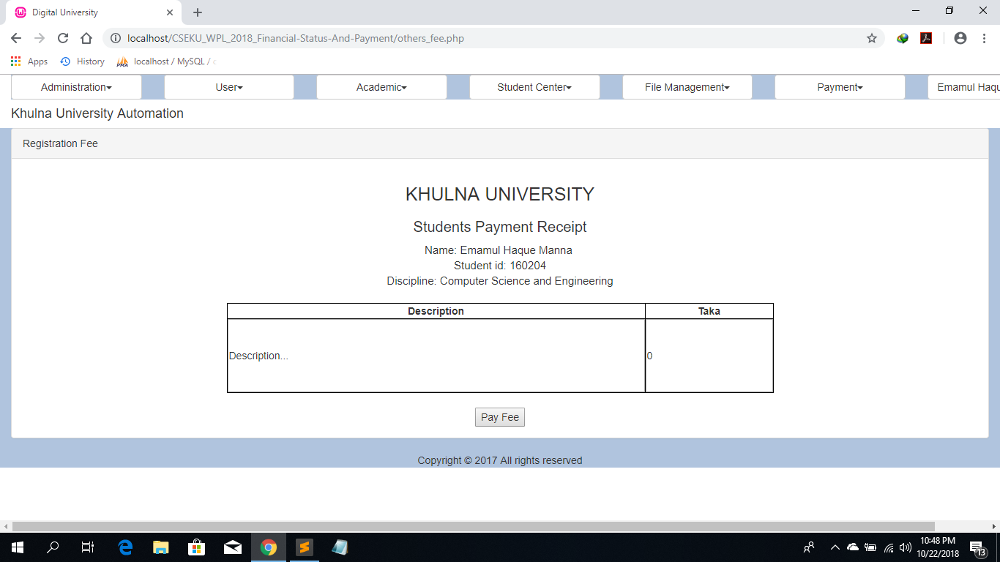 Digital University
localhost/CSEKU_WPL_2018_Financial-Status-And-Payment/others_fee.php
Apps History localhost / MySQL /
Administration User Academic Student Center File Management Payment Emamul Haqu
Khulna University Automation
Registration Fee
KHULNA UNIVERSITY
Students Payment Receipt
Name: Emamul Haque Manna
Student id: 160204
Discipline: Computer Science and Engineering
Description Taka
Description... 0
Pay Fee
Copyright © 2017 All rights reserved
10:48 PM
10/22/2018
13